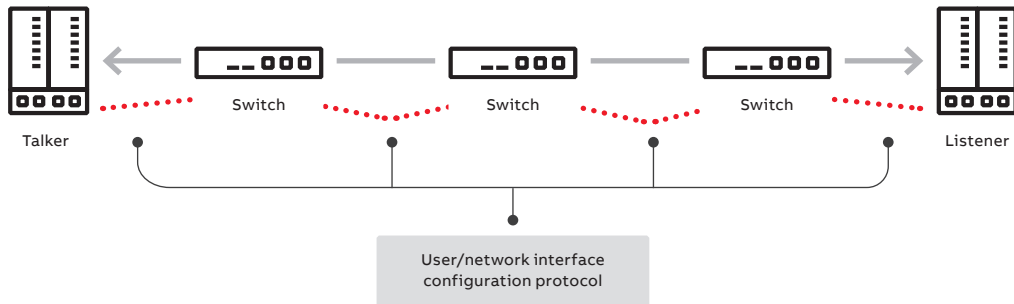 Switch
Switch
Switch
Talker
Listener
User/network interface
configuration protocol